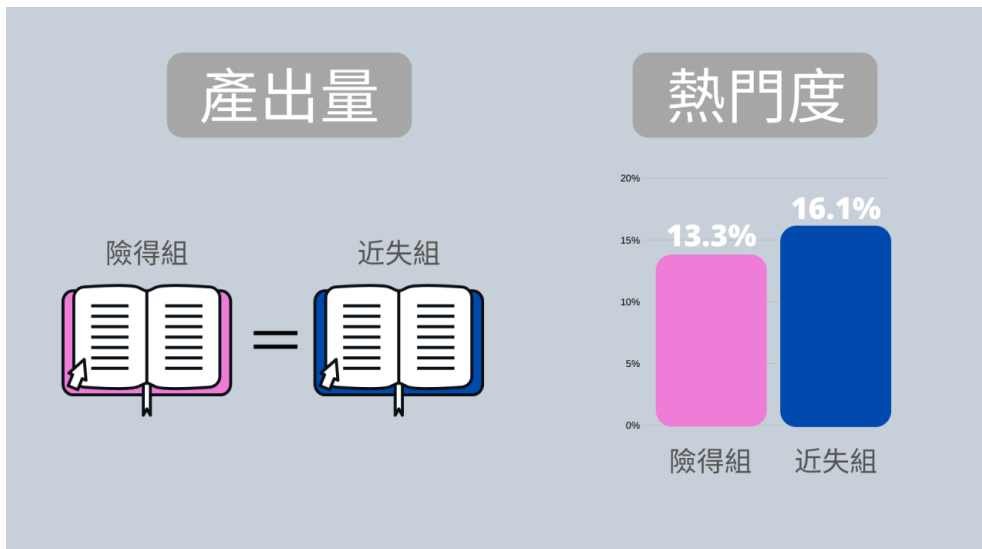 產出量
熱門度
險得組
近失組
=
20%
15%
10%
5%
0%
13.3%
16.1%
險得組
近失組